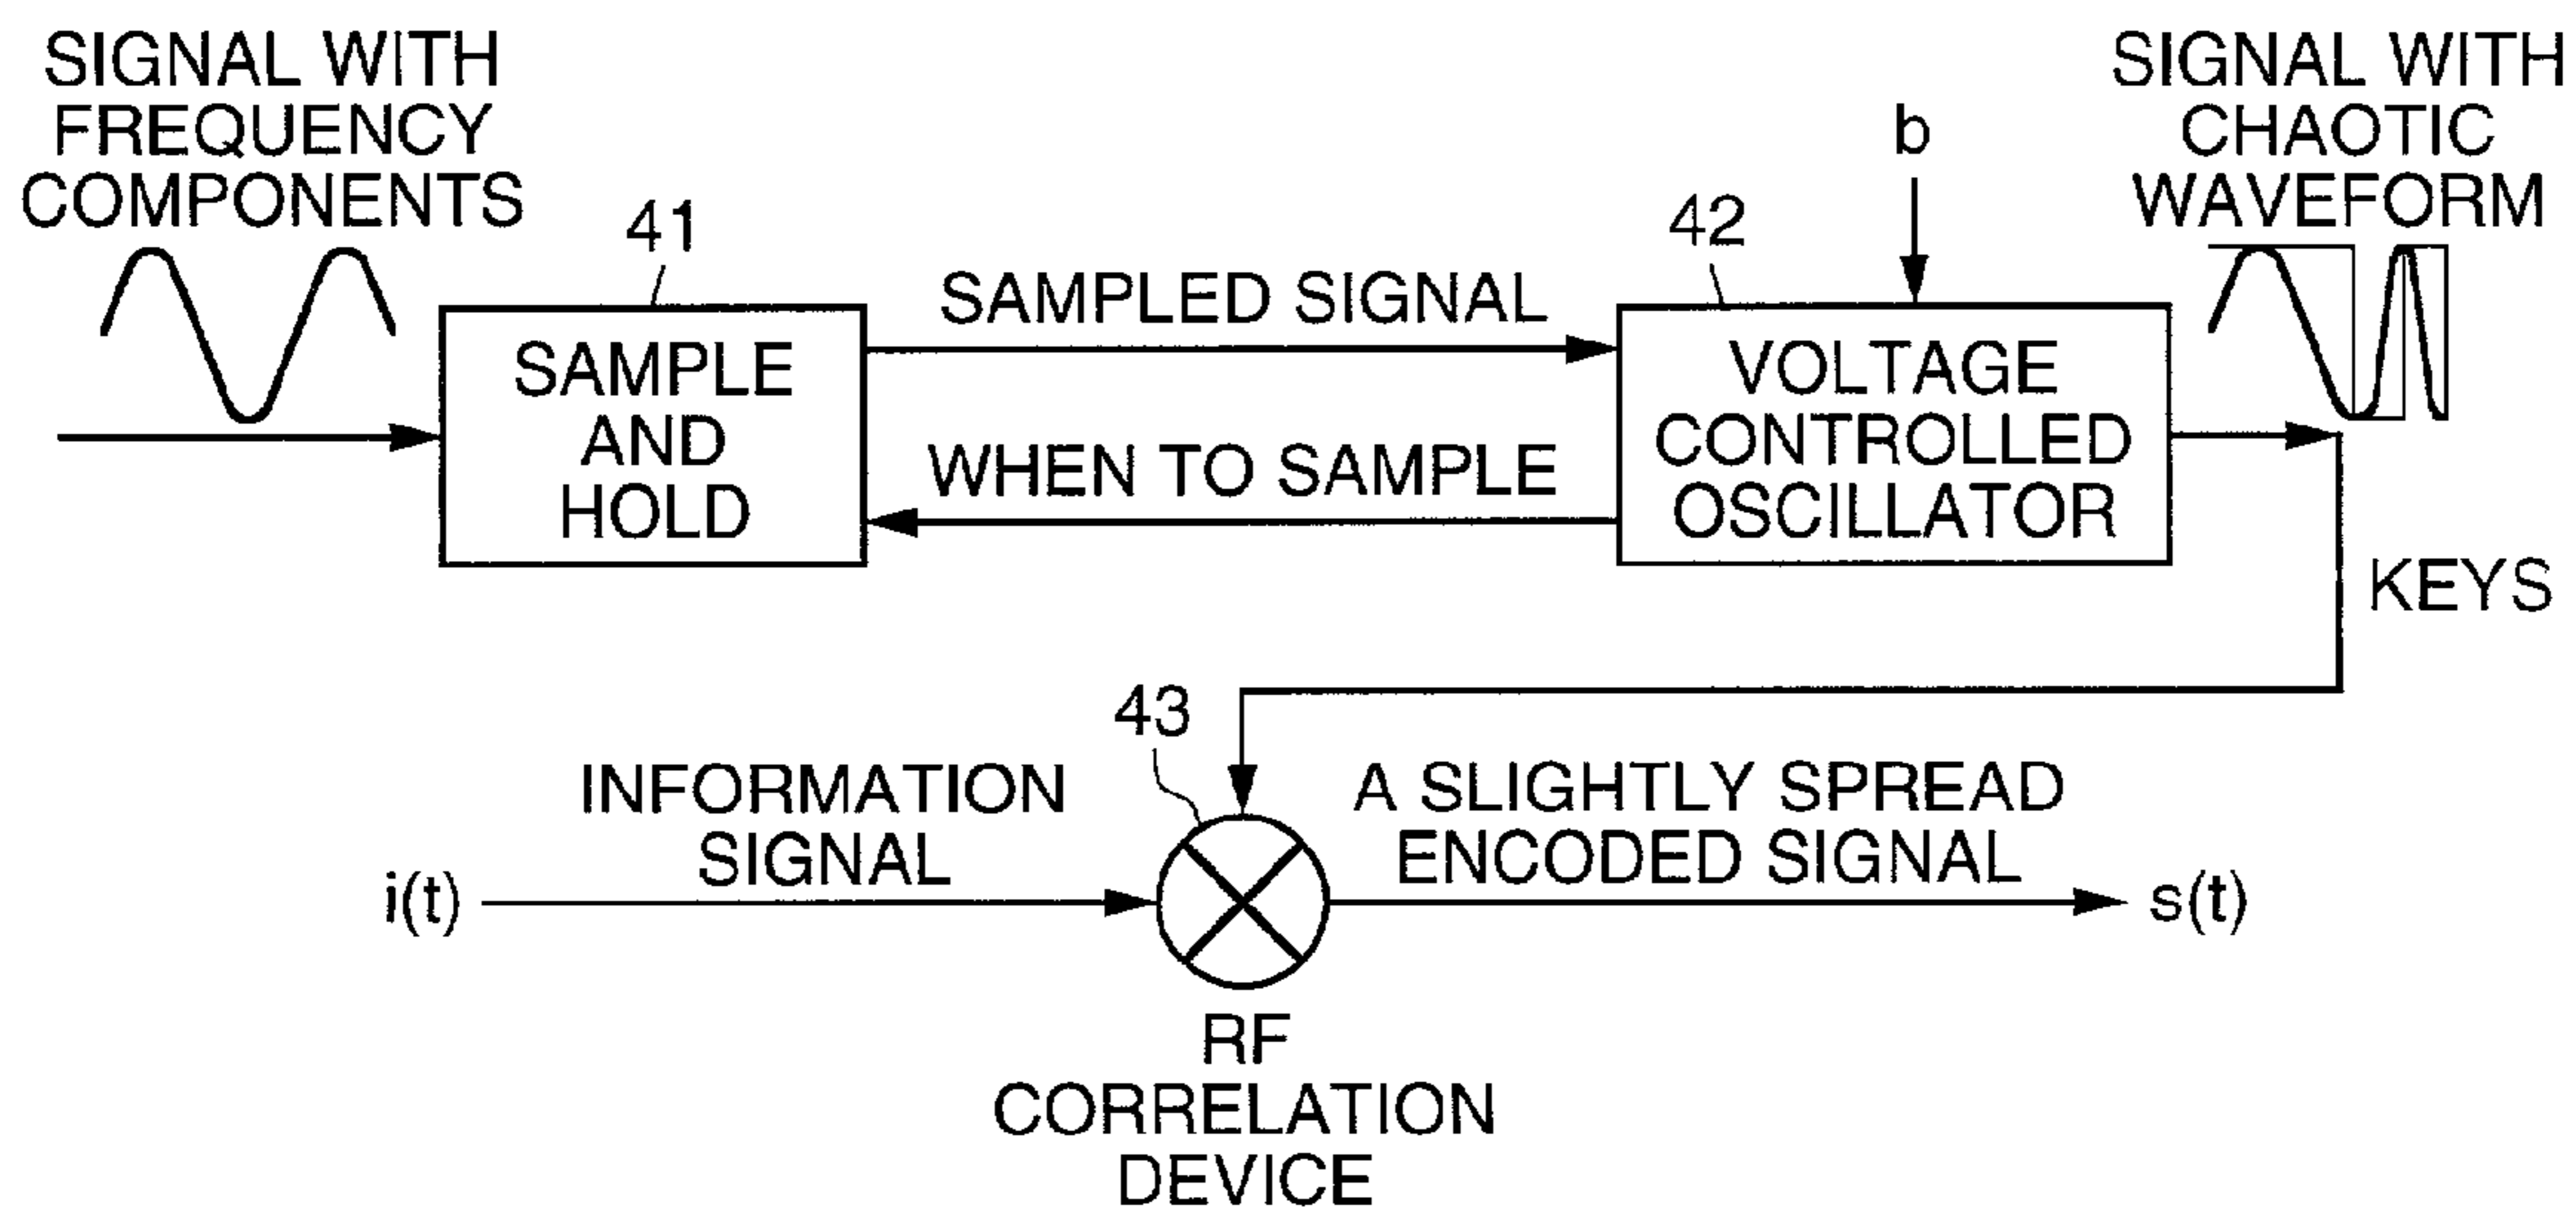 SIGNAL WITH
FREQUENCY
COMPONENTS
41
SAMPLE
AND
HOLD
SAMPLED SIGNAL
WHEN TO SAMPLE
b
42
VOLTAGE
CONTROLLED
OSCILLATOR
SIGNAL WITH
CHAOTIC
WAVEFORM
KEYS
43
i(t)
INFORMATION
SIGNAL
A SLIGHTLY SPREAD
ENCODED SIGNAL
s(t)
RF
CORRELATION
DEVICE